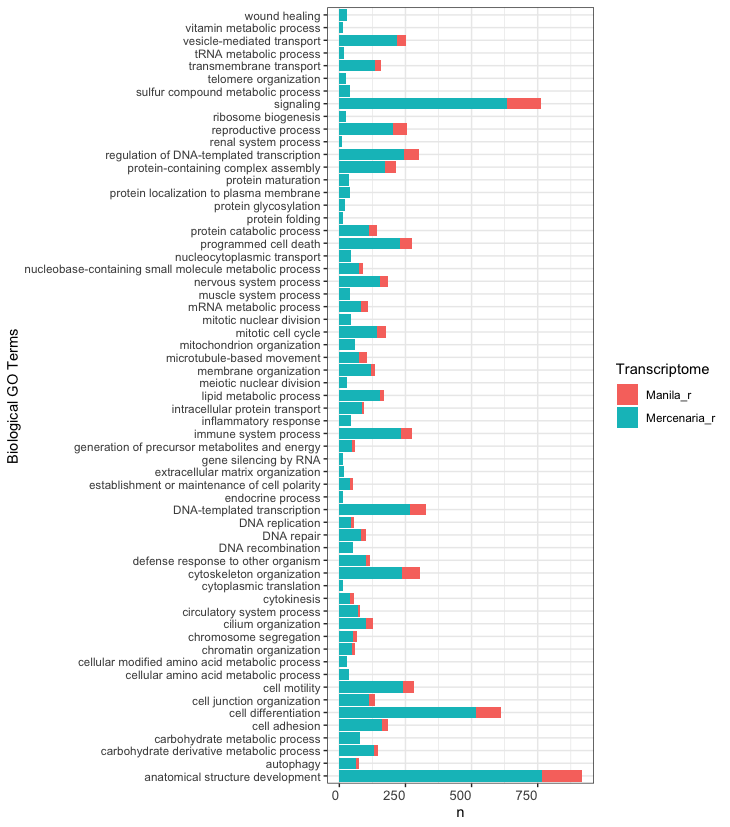 Biological GO Terms
wound healing
vitamin metabolic process
vesicle-mediated transport
tRNA metabolic process
transmembrane transport
telomere organization
sulfur compound metabolic process
signaling
ribosome biogenesis
reproductive process
renal system process
regulation of DNA-templated transcription
protein-containing complex assembly
protein maturation
protein localization to plasma membrane
protein glycosylation
protein folding
protein catabolic process
programmed cell death
nucleocytoplasmic transport
nucleobase-containing small molecule metabolic process
nervous system process
muscle system process
mRNA metabolic process
mitotic nuclear division
mitotic cell cycle
mitochondrion organization
microtubule-based movement
membrane organization
meiotic nuclear division
lipid metabolic process
intracellular protein transport
inflammatory response
immune system process
generation of precursor metabolites and energy
gene silencing by RNA
extracellular matrix organization
establishment or maintenance of cell polarity
endocrine process
DNA-templated transcription
DNA replication
DNA repair
DNA recombination
defense response to other organism
cytoskeleton organization
cytoplasmic translation
cytokinesis
circulatory system process
cilium organization
chromosome segregation
chromatin organization
cellular modified amino acid metabolic process
cellular amino acid metabolic process
cell motility
cell junction organization
cell differentiation
cell adhesion
carbohydrate metabolic process
carbohydrate derivative metabolic process
autophagy
anatomical structure development
0 250 500 750
n
Transcriptome
Manila_r
Mercenaria_r